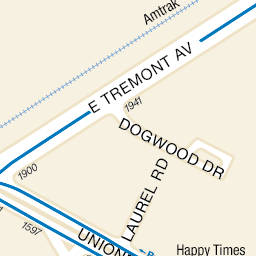 Amtrak
E TREMONT AV
1941
DOGWOOD DR
LAUREL RD
1900
1597
UNION
Happy Times